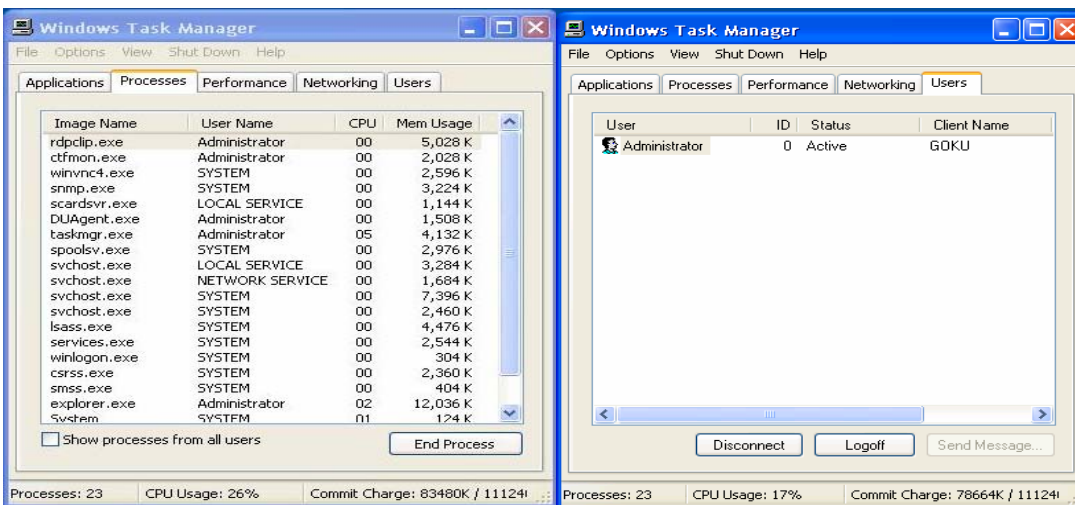 Windows Task Manager
File Options View Shut Down Help
Applications Processes Performance Networking Users
Image Name User Name CPU Mem Usage
rdpclip.exe Administrator 00 5,028 K
ctfmon.exe Administrator 00 2,028 K
winvnc4.exe SYSTEM 00 2,596 K
snmp.exe SYSTEM 00 3,224 K
scardsvr.exe LOCAL SERVICE 00 1,144 K
DUAgent.exe Administrator 00 1,508 K
taskmgr.exe Administrator 05 4,132 K
spoolsv.exe SYSTEM 00 2,976 K
svchost.exe LOCAL SERVICE 00 3,284 K
svchost.exe NETWORK SERVICE 00 1,684 K
svchost.exe SYSTEM 00 7,396 K
svchost.exe SYSTEM 00 2,460 K
lsass.exe SYSTEM 00 4,476 K
services.exe SYSTEM 00 2,544 K
winlogon.exe SYSTEM 00 304 K
csrss.exe SYSTEM 00 2,360 K
smss.exe SYSTEM 00 404 K
explorer.exe Administrator 02 12,036 K
System SYSTEM 01 124 K
Show processes from all users
End Process
Processes: 23 CPU Usage: 26% Commit Charge: 83480K / 11124
Windows Task Manager
File Options View Shut Down Help
Applications Processes Performance Networking Users
User ID Status Client Name
Administrator 0 Active GOKU
Disconnect Logoff Send Message...
Processes: 23 CPU Usage: 17% Commit Charge: 78664K / 11124